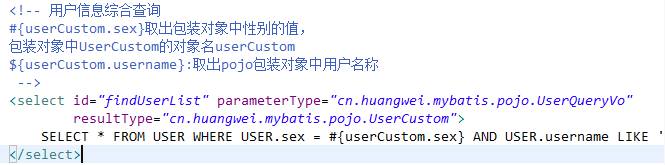 <!-- 用户信息综合查询
#{userCustom.sex}取出包装对象中性别的值,
包装对象中UserCustom的对象名userCustom
${userCustom.username}:取出pojo包装对象中用户名称
-->
<select id="findUserList" parameterType="cn.huangwei.mybatis.pojo.UserQueryVo"
resultType="cn.huangwei.mybatis.pojo.UserCustom">
SELECT * FROM USER WHERE USER.sex = #{userCustom.sex} AND USER.username LIKE '
</select>